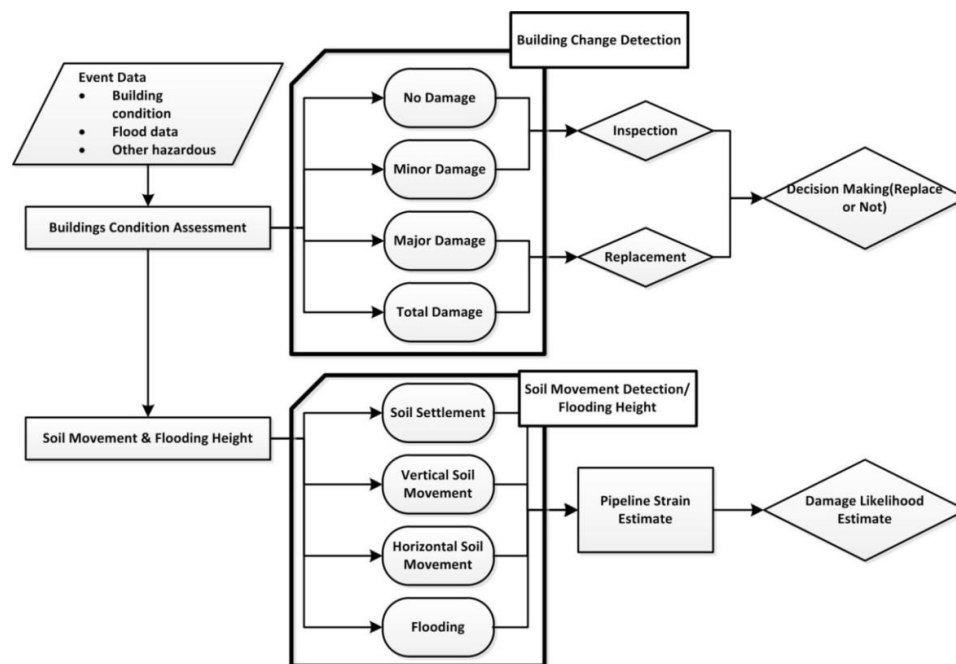 Building Change Detection
Event Data
• Building
condition
• Flood data
• Other hazardous
No Damage
Inspection
Minor Damage
Decision Making(Replace
or Not)
Buildings Condition Assessment
Major Damage
Replacement
Total Damage
Soil Movement Detection/
Flooding Height
Soil Settlement
Soil Movement & Flooding Height
Vertical Soil
Movement
Pipeline Strain
Estimate
Damage Likelihood
Estimate
Horizontal Soil
Movement
Flooding